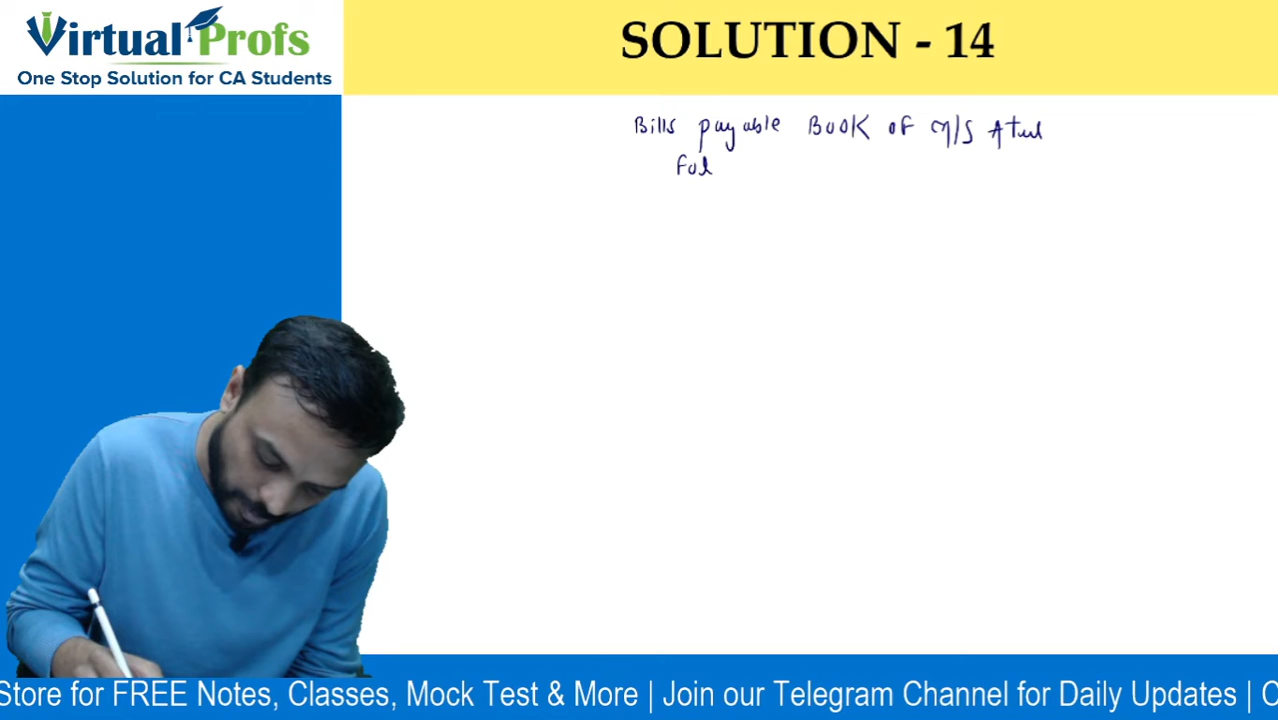 Virtual Profs
One Stop Solution for CA Students
SOLUTION - 14
Bills payable BOOK OF M/S Atul
Fol
Store for FREE Notes, Classes, Mock Test & More | Join our Telegram Channel for Daily Updates | C